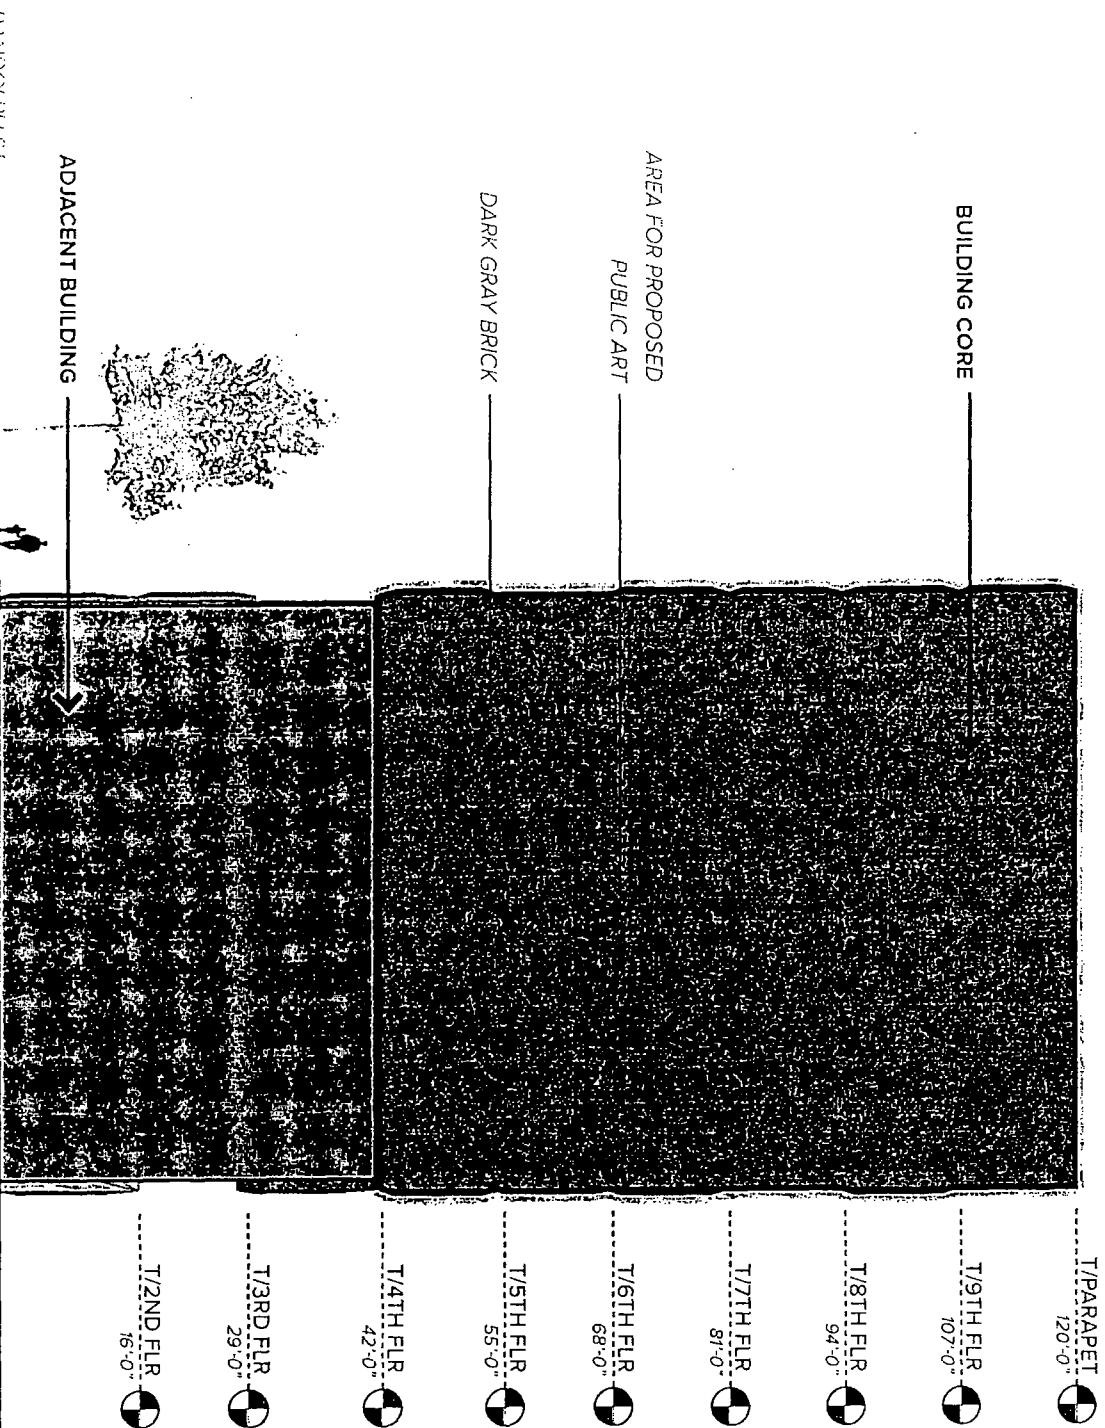 BUILDING CORE
AREA FOR PROPOSED
PUBLIC ART
DARK GRAY BRICK
ADJACENT BUILDING
T/PARAPET
120'-0"
T/9TH FLR
107'-0"
T/8TH FLR
94'-0"
T/7TH FLR
81'-0"
T/6TH FLR
68'-0"
T/5TH FLR
55'-0"
T/4TH FLR
42'-0"
T/3RD FLR
29'-0"
T/2ND FLR
16'-0"